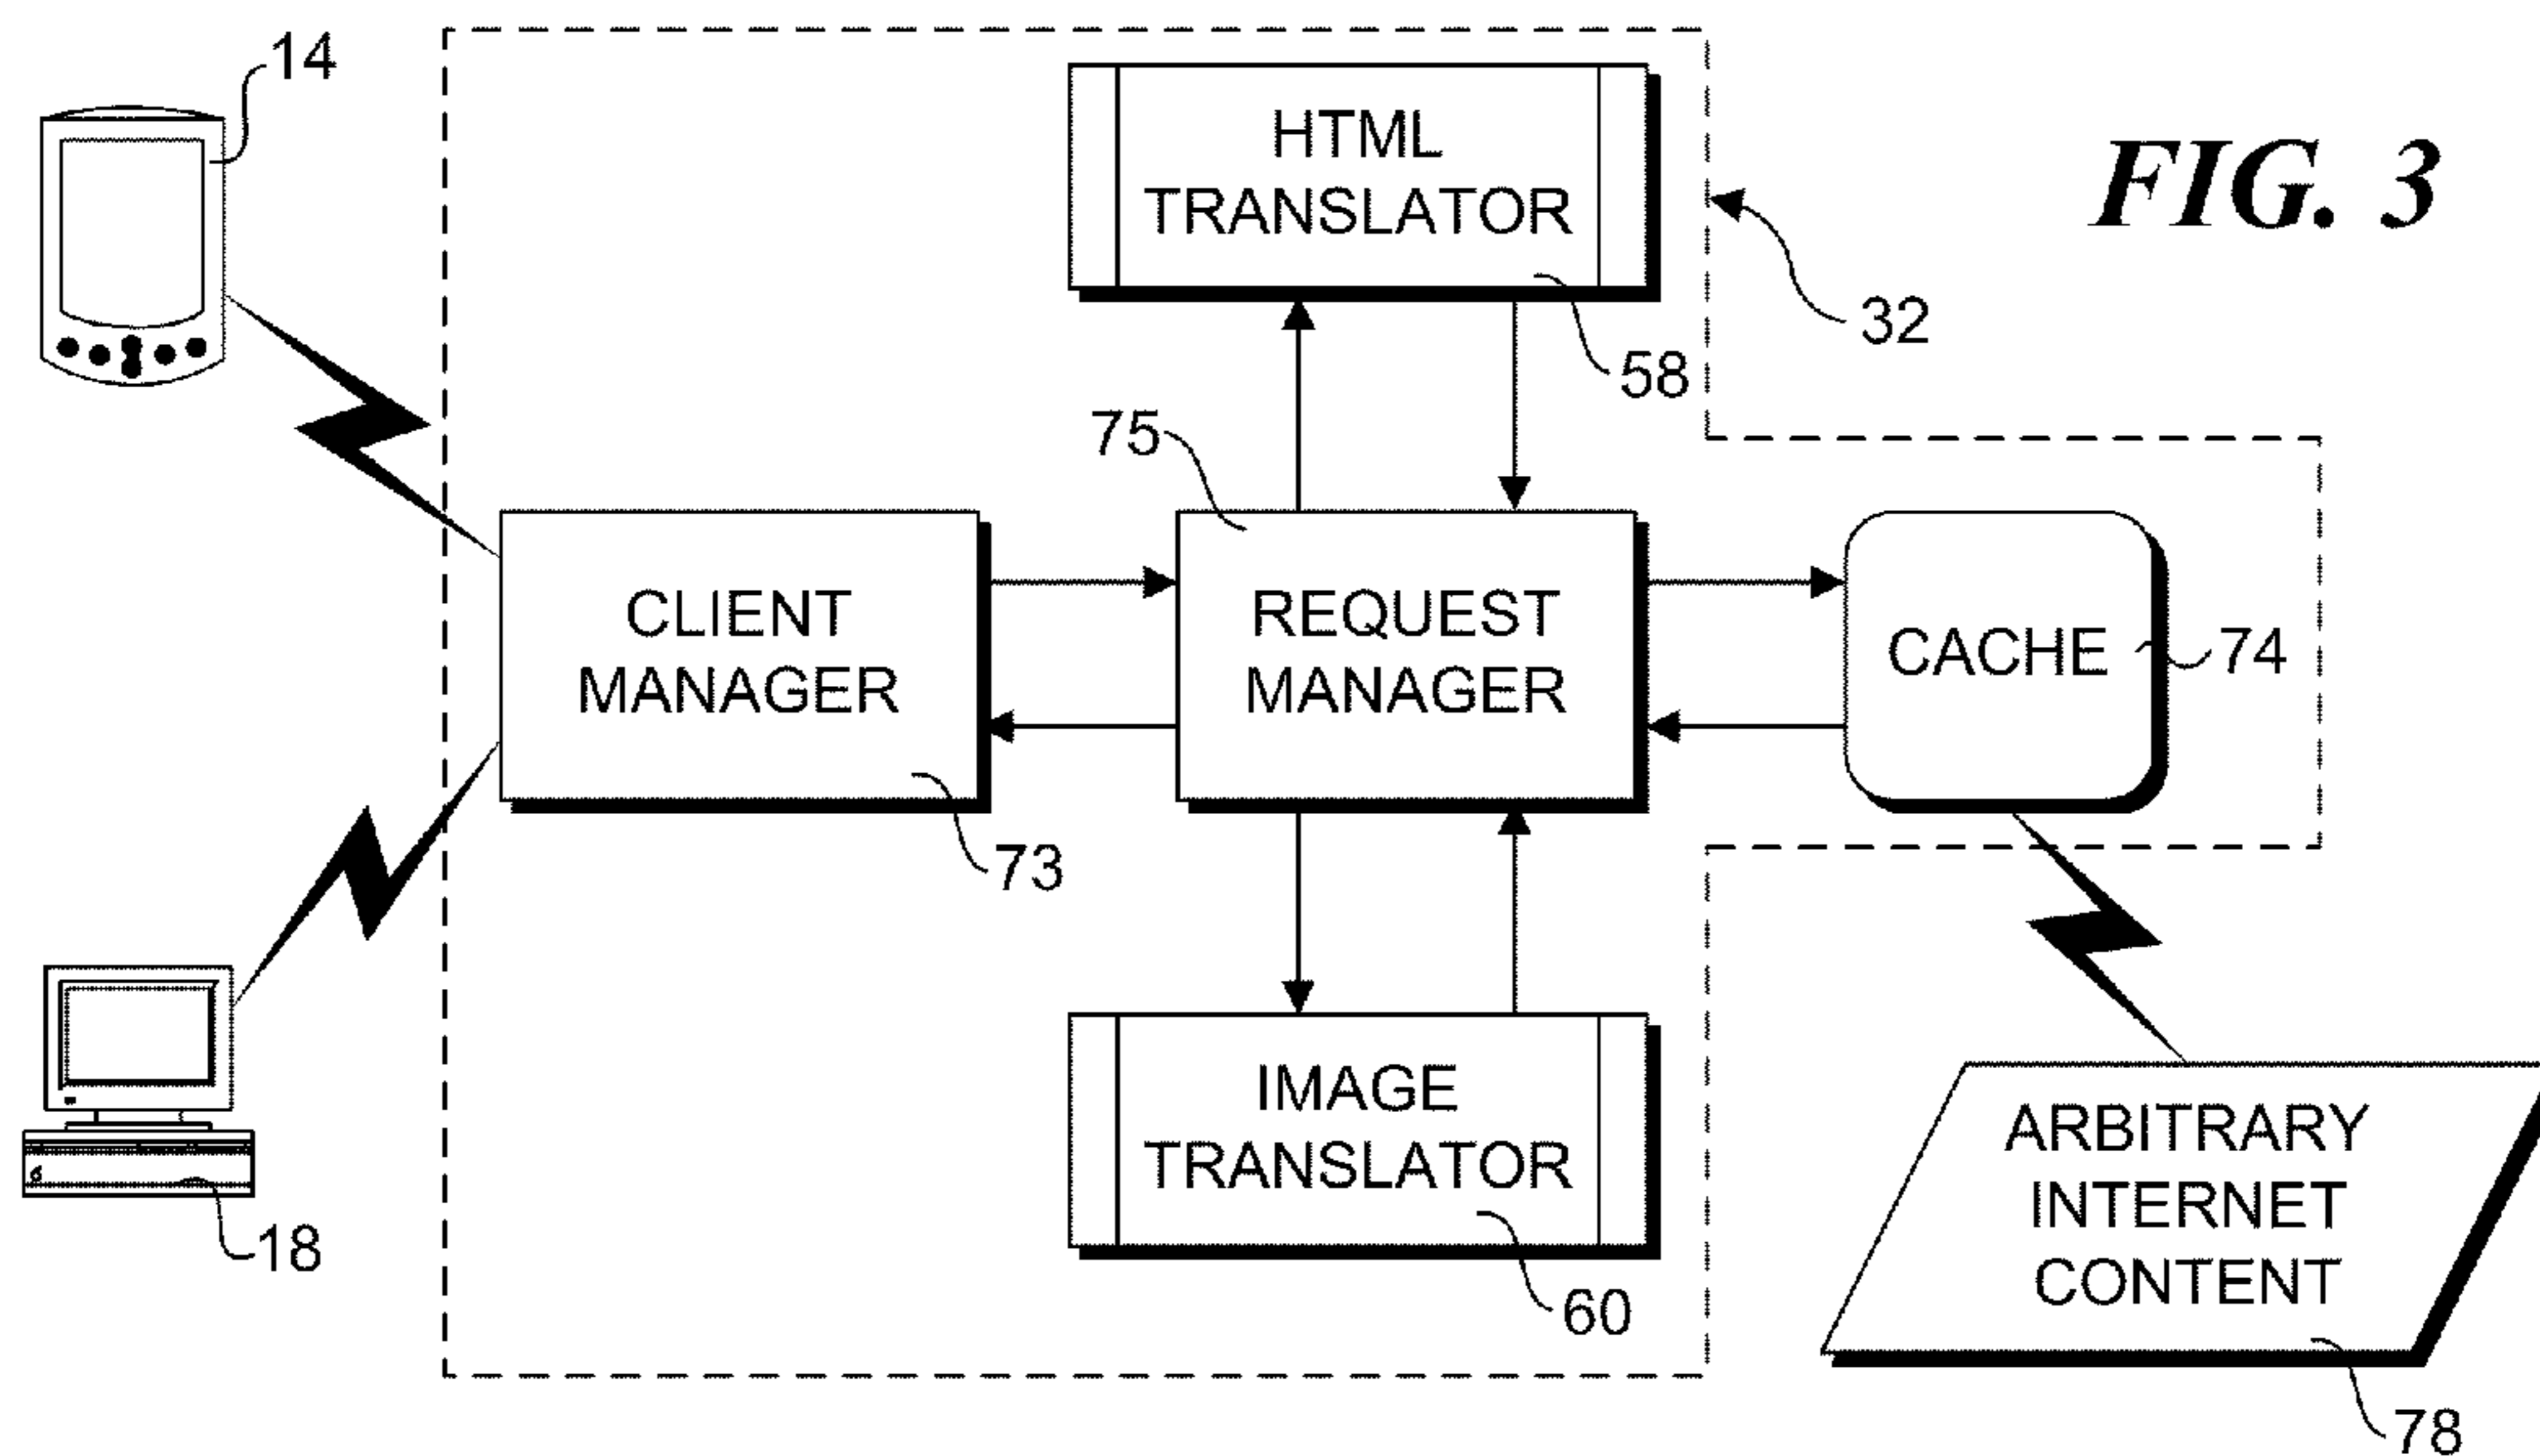 14
HTML
TRANSLATOR
FIG. 3
32
58
75
CLIENT
MANAGER
REQUEST
MANAGER
CACHE
74
73
IMAGE
TRANSLATOR
ARBITRARY
INTERNET
CONTENT
18
60
78